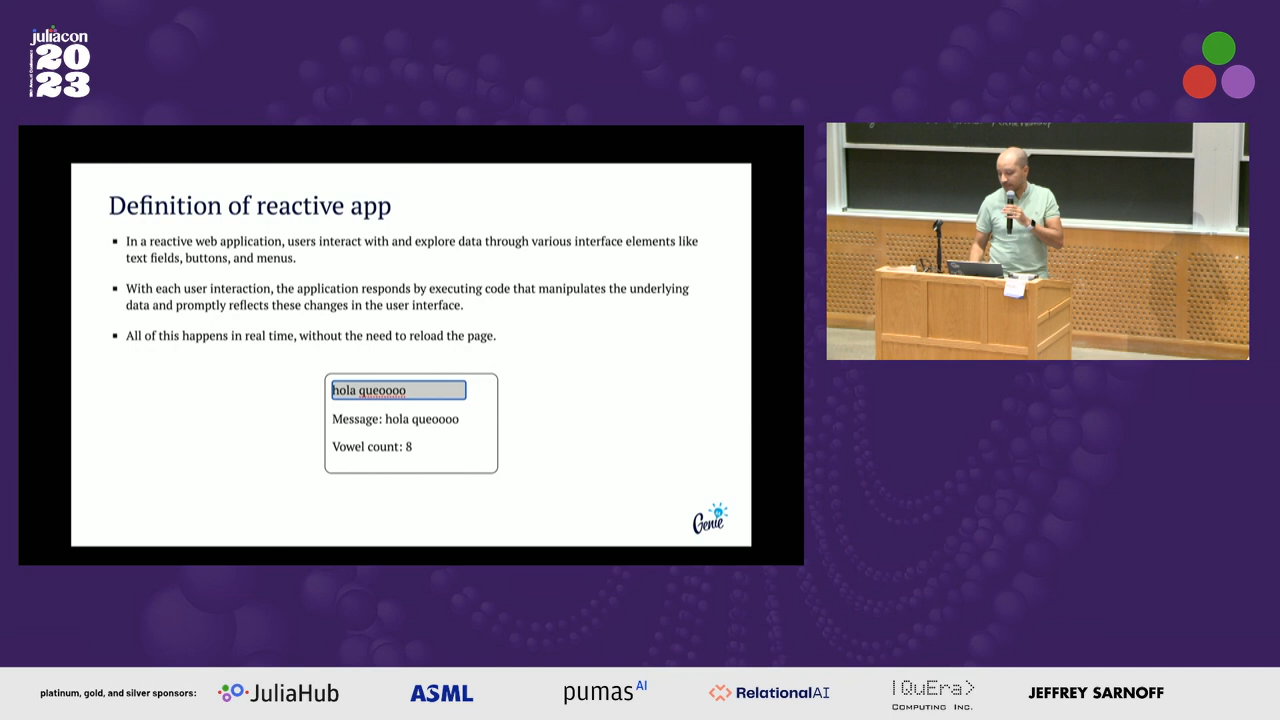 juliacon
20
23
Definition of reactive app
▪ In a reactive web application, users interact with and explore data through various interface elements like
text fields, buttons, and menus.
▪ With each user interaction, the application responds by executing code that manipulates the underlying
data and promptly reflects these changes in the user interface.
▪ All of this happens in real time, without the need to reload the page.
hola queoooo
Message: hola queoooo
Vowel count: 8
Genie
platinum, gold, and silver sponsors:
JuliaHub
ASML
pumasAI
RelationalAI
|QuEra>
COMPUTING INC.
JEFFREY SARNOFF